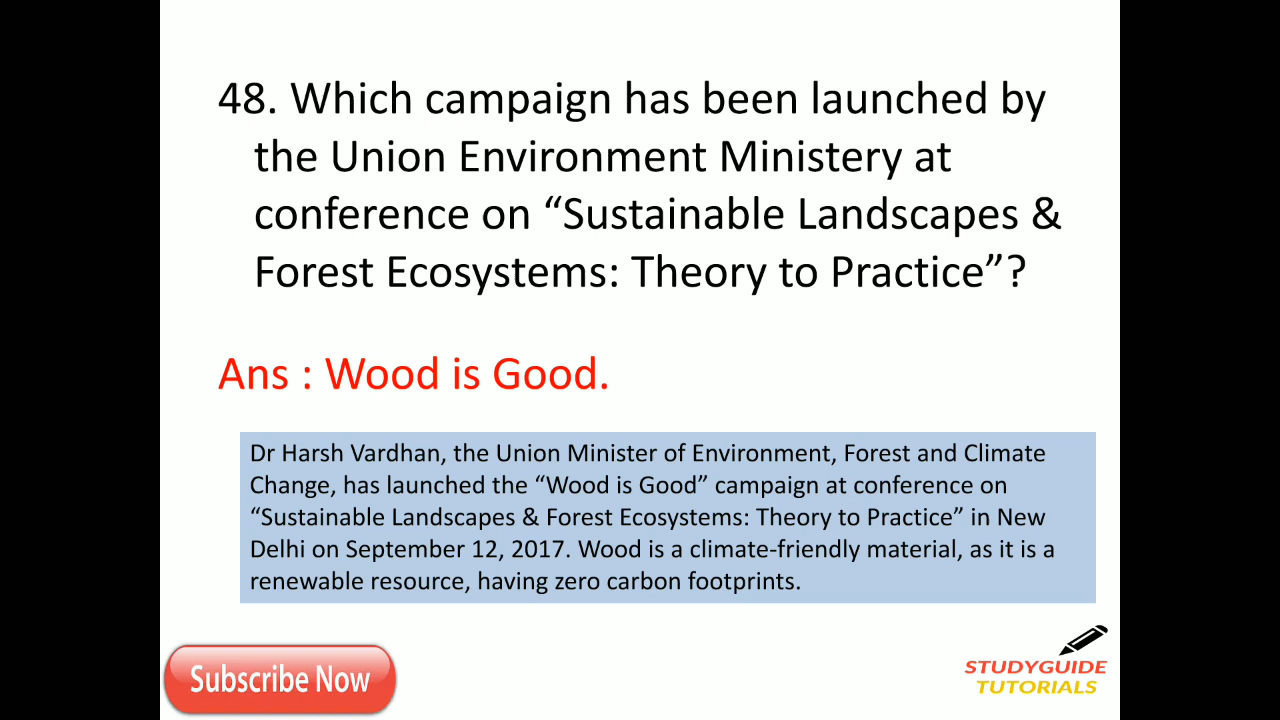 48. Which campaign has been launched by
the Union Environment Ministery at
conference on “Sustainable Landscapes &
Forest Ecosystems: Theory to Practice”?
Ans : Wood is Good.
Dr Harsh Vardhan, the Union Minister of Environment, Forest and Climate
Change, has launched the “Wood is Good” campaign at conference on
“Sustainable Landscapes & Forest Ecosystems: Theory to Practice” in New
Delhi on September 12, 2017. Wood is a climate-friendly material, as it is a
renewable resource, having zero carbon footprints.
Subscribe Now
STUDYGUIDE
TUTORIALS